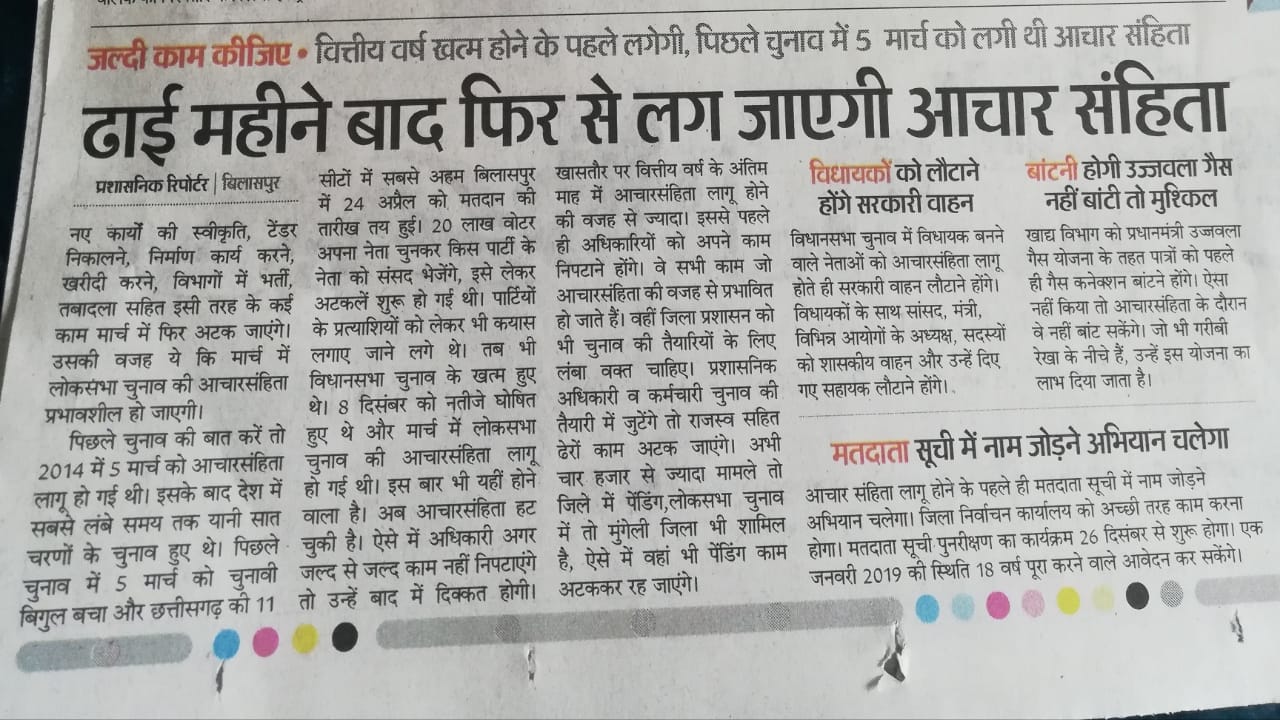 जल्दी काम कीजिए • वित्तीय वर्ष खत्म होने के पहले लगेगी, पिछले चुनाव में 5 मार्च को लगी थी आचार संहिता
ढाई महीने बाद फिर से लग जाएगी आचार संहिता
प्रशासनिक रिपोर्टर | बिलासपुर
नए कार्यों की स्वीकृति, टेंडर
निकालने, निर्माण कार्य करने,
खरीदी करने, विभागों में भर्ती,
तबादला सहित इसी तरह के कई
काम मार्च में फिर अटक जाएंगे।
उसकी वजह ये कि मार्च में
लोकसभा चुनाव की आचारसंहिता
प्रभावशील हो जाएगी।
पिछले चुनाव की बात करें तो
2014 में 5 मार्च को आचारसंहिता
लागू हो गई थी। इसके बाद देश में
सबसे लंबे समय तक यानी सात
चरणों के चुनाव हुए थे। पिछले
चुनाव में 5 मार्च को चुनावी
बिगुल बचा और छत्तीसगढ़ की 11
सीटों में सबसे अहम बिलासपुर
में 24 अप्रैल को मतदान की
तारीख तय हुई। 20 लाख वोटर
अपना नेता चुनकर किस पार्टी के
नेता को संसद भेजेंगे, इसे लेकर
अटकलें शुरू हो गई थी। पार्टियों
के प्रत्याशियों को लेकर भी कयास
लगाए जाने लगे थे। तब भी
विधानसभा चुनाव के खत्म हुए
थे। 8 दिसंबर को नतीजे घोषित
हुए थे और मार्च में लोकसभा
चुनाव की आचारसंहिता लागू
हो गई थी। इस बार भी यहीं होने
वाला है। अब आचारसंहिता हट
चुकी है। ऐसे में अधिकारी अगर
जल्द से जल्द काम नहीं निपटाएंगे
तो उन्हें बाद में दिक्कत होगी।
खासतौर पर वित्तीय वर्ष के अंतिम
माह में आचारसंहिता लागू होने
की वजह से ज्यादा। इससे पहले
ही अधिकारियों को अपने काम
निपटाने होंगे। वे सभी काम जो
आचारसंहिता की वजह से प्रभावित
हो जाते हैं। वहीं जिला प्रशासन को
भी चुनाव की तैयारियों के लिए
लंबा वक्त चाहिए। प्रशासनिक
अधिकारी व कर्मचारी चुनाव की
तैयारी में जुटेंगे तो राजस्व सहित
ढेरों काम अटक जाएंगे। अभी
चार हजार से ज्यादा मामले तो
जिले में पेंडिंग,लोकसभा चुनाव
में तो मुंगेली जिला भी शामिल
है, ऐसे में वहां भी पेंडिंग काम
अटककर रह जाएंगे।
विधायकों को लौटाने
होंगे सरकारी वाहन
विधानसभा चुनाव में विधायक बनने
वाले नेताओं को आचारसंहिता लागू
होते ही सरकारी वाहन लौटाने होंगे।
विधायकों के साथ सांसद, मंत्री,
विभिन्न आयोगों के अध्यक्ष, सदस्यों
को शासकीय वाहन और उन्हें दिए
गए सहायक लौटाने होंगे।
बांटनी होगी उज्जवला गैस
नहीं बांटी तो मुश्किल
खाद्य विभाग को प्रधानमंत्री उज्जवला
गैस योजना के तहत पात्रों को पहले
ही गैस कनेक्शन बांटने होंगे। ऐसा
नहीं किया तो आचारसंहिता के दौरान
वे नहीं बांट सकेंगे। जो भी गरीबी
रेखा के नीचे हैं, उन्हें इस योजना का
लाभ दिया जाता है।
मतदाता सूची में नाम जोड़ने अभियान चलेगा
आचार संहिता लागू होने के पहले ही मतदाता सूची में नाम जोड़ने
अभियान चलेगा। जिला निर्वाचन कार्यालय को अच्छी तरह काम करना
होगा। मतदाता सूची पुनरीक्षण का कार्यक्रम 26 दिसंबर से शुरू होगा। एक
जनवरी 2019 की स्थिति 18 वर्ष पूरा करने वाले आवेदन कर सकेंगे।